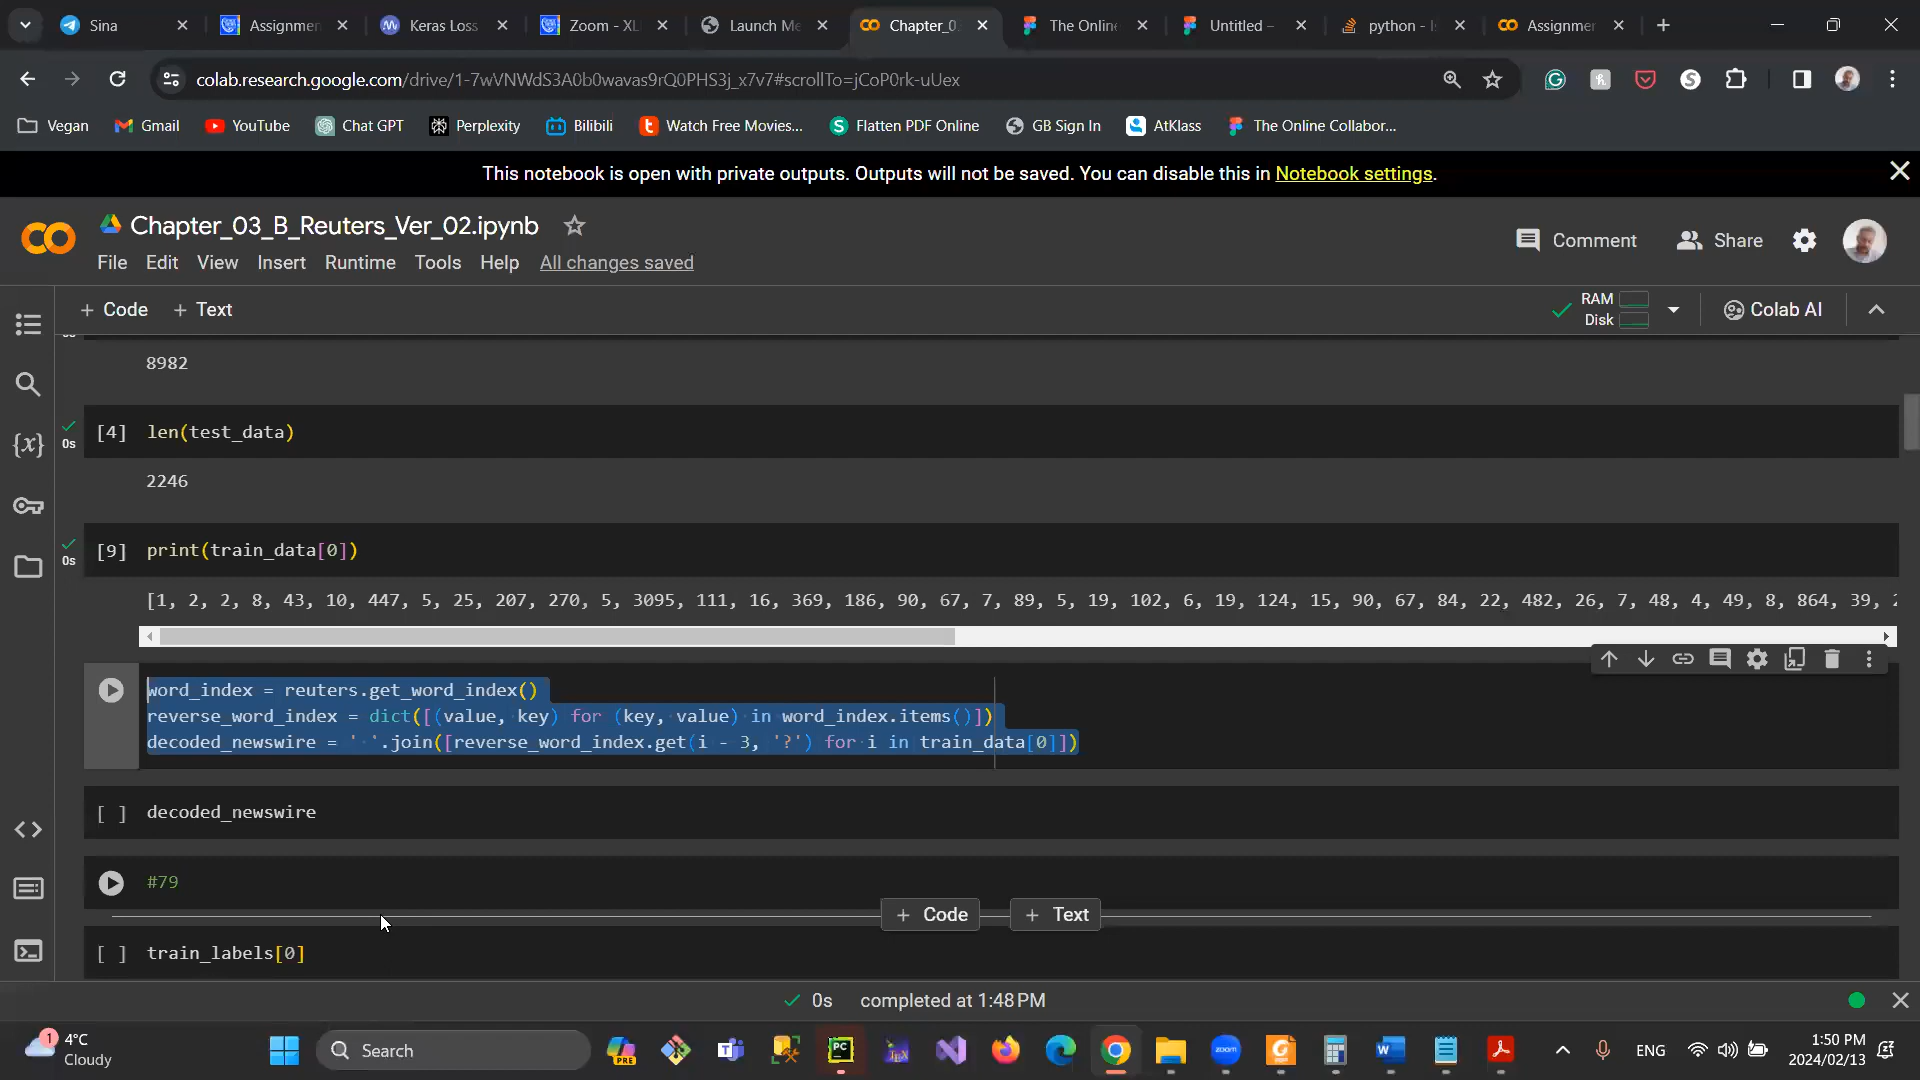 Sina
Assignmen
Keras Loss
Zoom - XL
Launch Me
Chapter_0
The Online
Untitled –
python - I
Assignmen
colab.research.google.com/drive/1-7wVNWdS3A0b0wavas9rQ0PHS3j_x7v7#scrollTo=jCoP0rk-uUex
Vegan
Gmail
YouTube
Chat GPT
Perplexity
Bilibili
Watch Free Movies...
Flatten PDF Online
GB Sign In
AtKlass
The Online Collabor...
This notebook is open with private outputs. Outputs will not be saved. You can disable this in Notebook settings.
Chapter_03_B_Reuters_Ver_02.ipynb
Comment
Share
File Edit View Insert Runtime Tools Help All changes saved
+ Code + Text
RAM
Disk
Colab AI
8982
0s
[4] len(test_data)
2246
0s
[9] print(train_data[0])
[1, 2, 2, 8, 43, 10, 447, 5, 25, 207, 270, 5, 3095, 111, 16, 369, 186, 90, 67, 7, 89, 5, 19, 102, 6, 19, 124, 15, 90, 67, 84, 22, 482, 26, 7, 48, 4, 49, 8, 864, 39,
word_index = reuters.get_word_index()
reverse_word_index = dict([(value, key) for (key, value) in word_index.items()])
decoded_newswire = ' '.join([reverse_word_index.get(i - 3, '?') for i in train_data[0]])
[ ] decoded_newswire
#79
+ Code + Text
[ ] train_labels[0]
0s completed at 1:48 PM
1
4°C
Cloudy
Search
PRE
PC
TEX
zoom
W
ENG
1:50 PM
2024/02/13